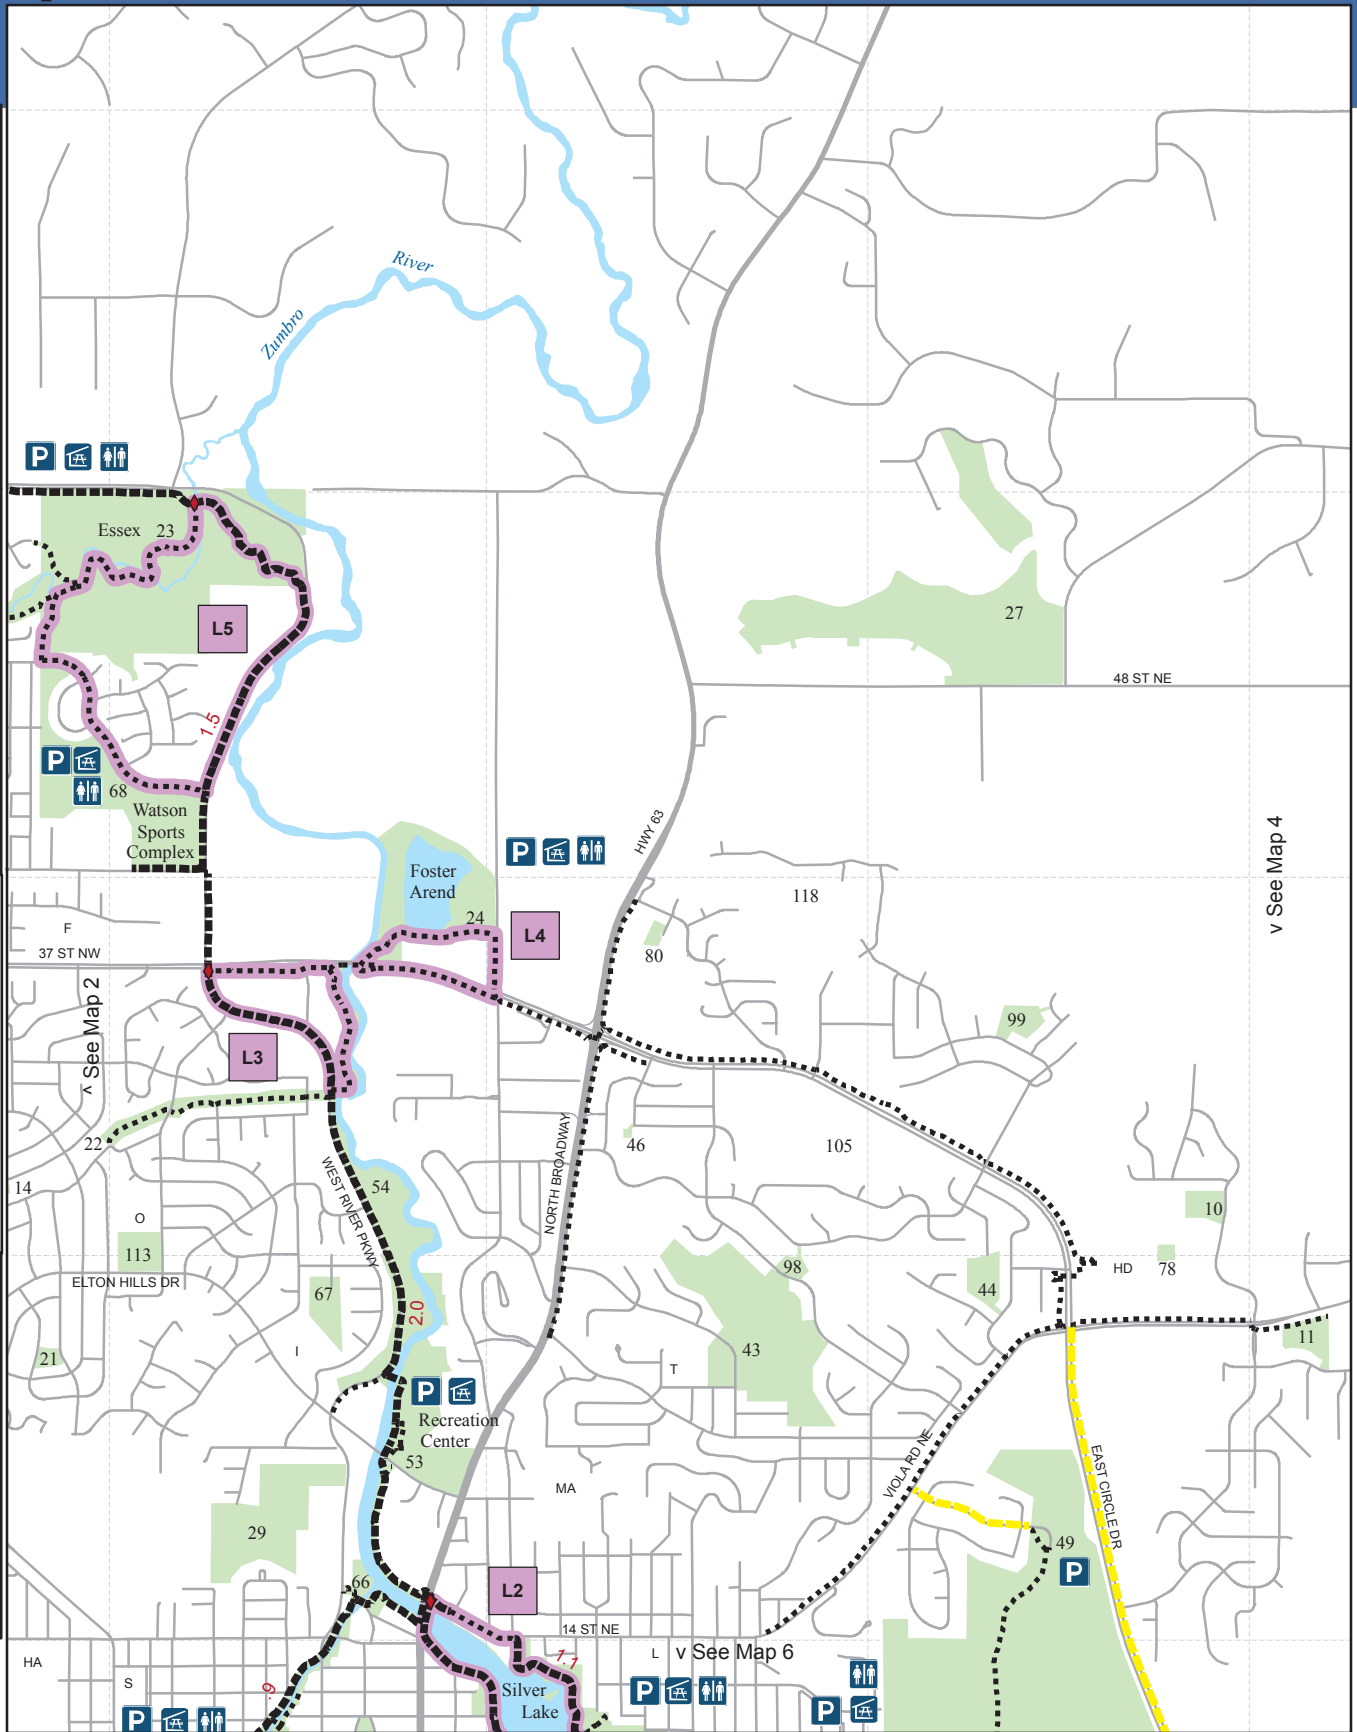 River
Zumbro
P
Essex 23
L5
27
48 ST NE
1.5
P
68
Watson
Sports
Complex
HWY 63
v See Map 4
P
Foster
Arend
118
24
L4
F
80
37 ST NW
^ See Map 2
99
L3
22
46
105
NORTH BROADWAY
14
WEST RIVER PKWY
54
10
O
113
98
HD
78
ELTON HILLS DR
67
44
2.0
11
21
I
43
T
P
Recreation
Center
53
VIOLA RD NE
EAST CIRCLE DR
MA
29
49
P
66
L2
14 ST NE
HA
L
v See Map 6
1.1
S
.9
Silver
Lake
P
P
P